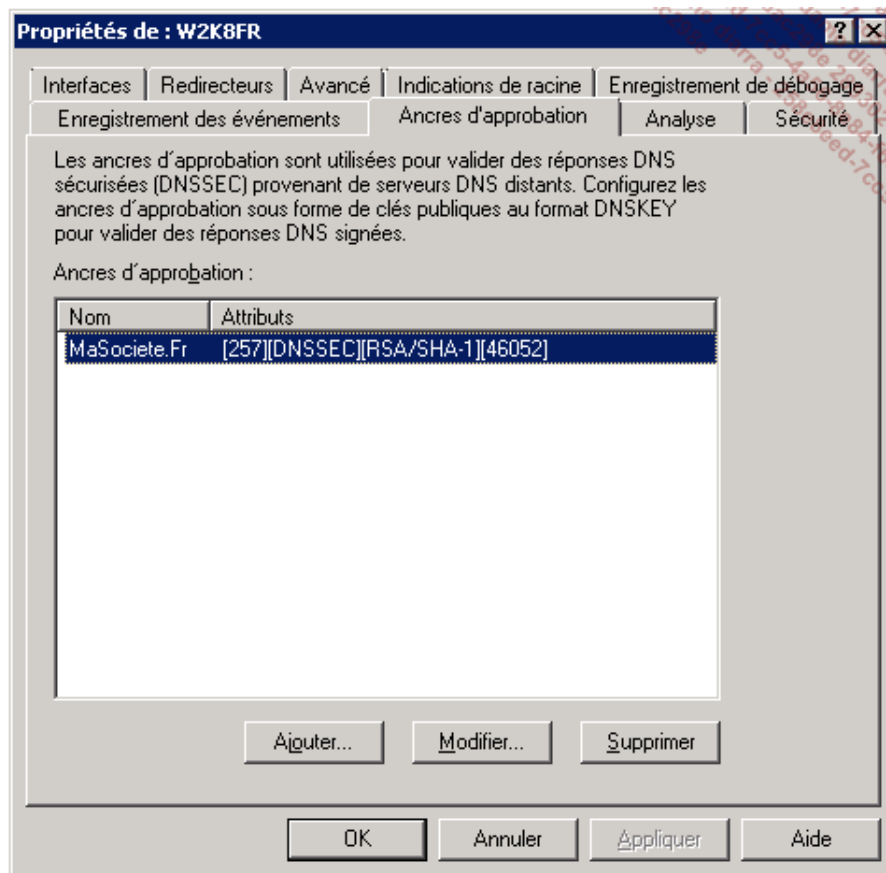 Propriétés de : W2K8FR
Interfaces Redirecteurs Avancé Indications de racine Enregistrement de débogage
Enregistrement des événements Ancres d'approbation Analyse Sécurité
Les ancres d´approbation sont utilisées pour valider des réponses DNS
sécurisées (DNSSEC) provenant de serveurs DNS distants. Configurez les
ancres d´approbation sous forme de clés publiques au format DNSKEY
pour valider des réponses DNS signées.
Ancres d´approbation :
Nom Attributs
MaSociete.Fr [257][DNSSEC][RSA/SHA-1][46052]
Ajouter... Modifier... Supprimer
OK Annuler Appliquer Aide